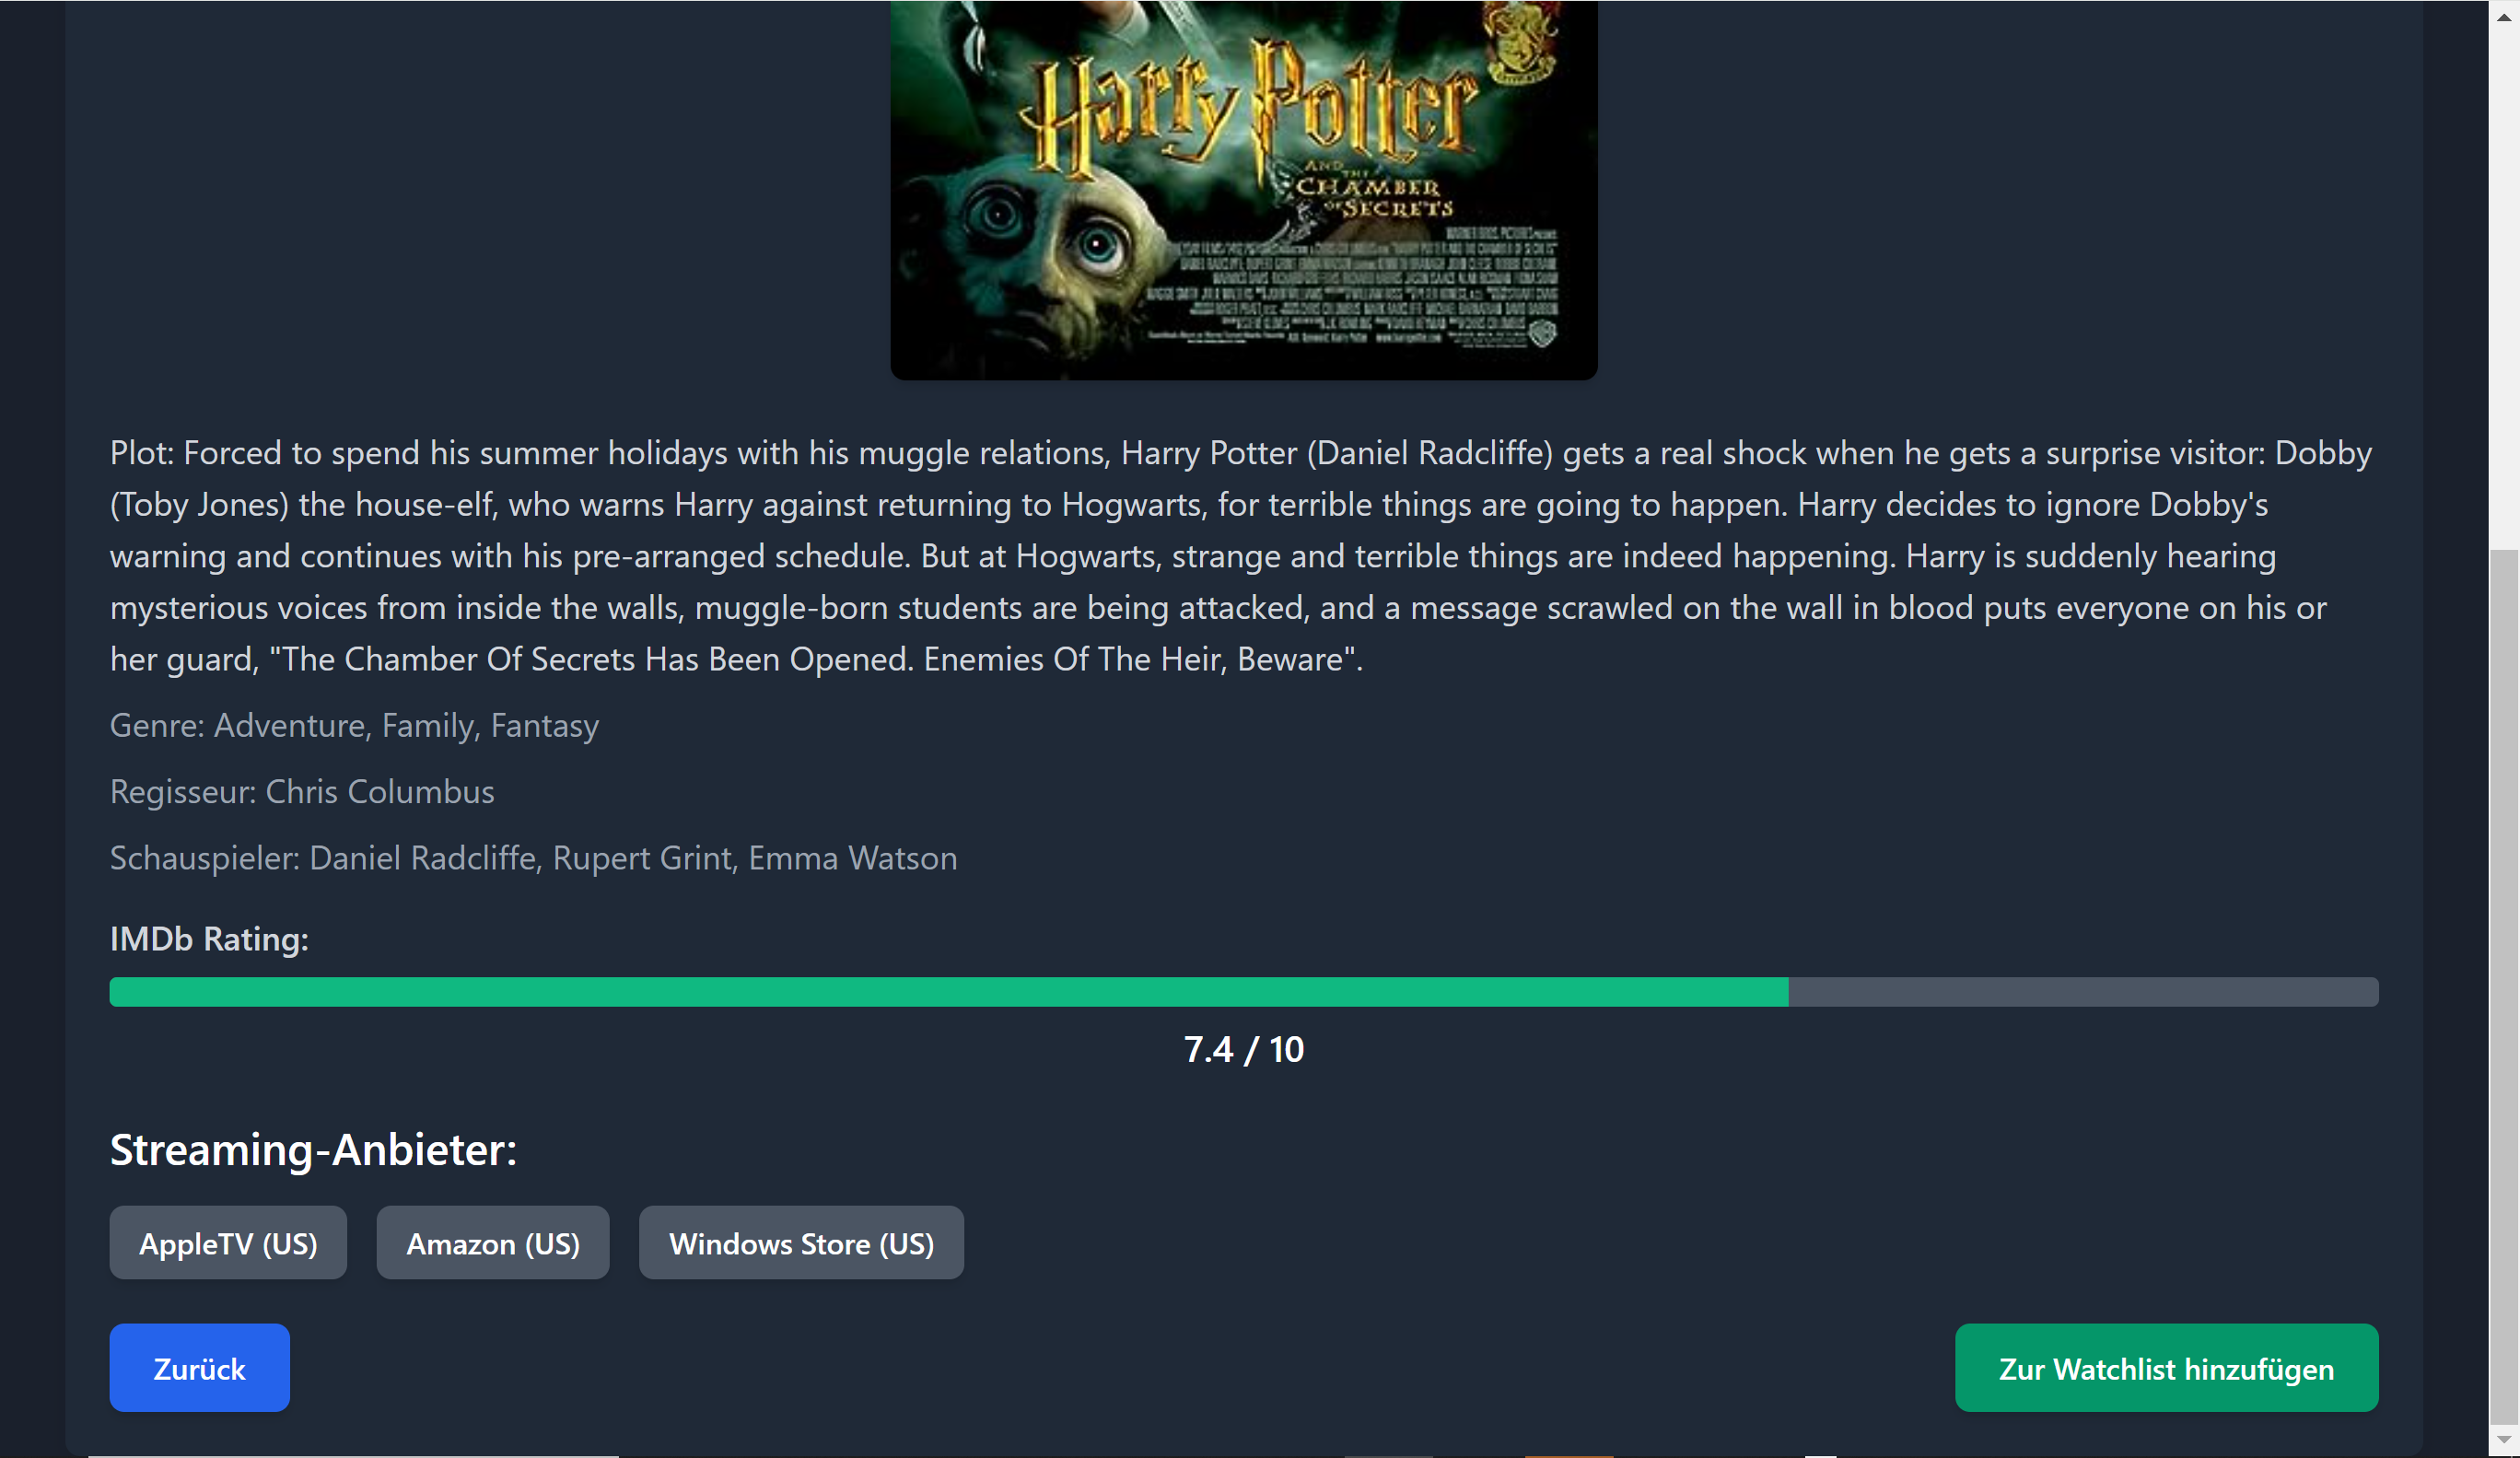 Harry Potter
AND THE
CHAMBER
OF SECRETS
Plot: Forced to spend his summer holidays with his muggle relations, Harry Potter (Daniel Radcliffe) gets a real shock when he gets a surprise visitor: Dobby
(Toby Jones) the house-elf, who warns Harry against returning to Hogwarts, for terrible things are going to happen. Harry decides to ignore Dobby's
warning and continues with his pre-arranged schedule. But at Hogwarts, strange and terrible things are indeed happening. Harry is suddenly hearing
mysterious voices from inside the walls, muggle-born students are being attacked, and a message scrawled on the wall in blood puts everyone on his or
her guard, "The Chamber Of Secrets Has Been Opened. Enemies Of The Heir, Beware".
Genre: Adventure, Family, Fantasy
Regisseur: Chris Columbus
Schauspieler: Daniel Radcliffe, Rupert Grint, Emma Watson
IMDb Rating:
7.4 / 10
Streaming-Anbieter:
AppleTV (US) Amazon (US) Windows Store (US)
Zurück Zur Watchlist hinzufügen